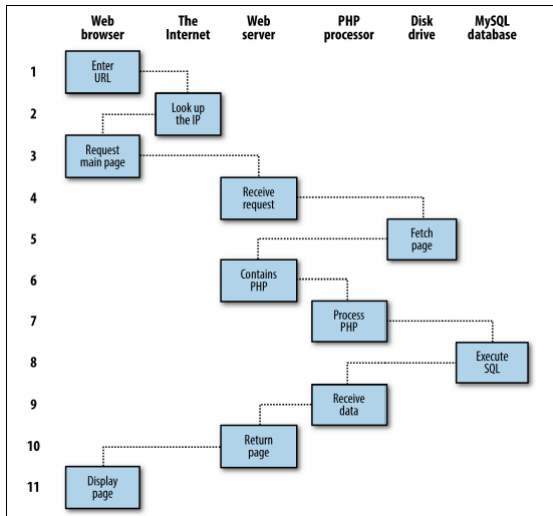 Web The Web PHP Disk MySQL
browser Internet server processor drive database
1
Enter
URL
2
Look up
the IP
3
Request
main page
4
Receive
request
5
Fetch
page
6
Contains
PHP
7
Process
PHP
8
Execute
SQL
9
Receive
data
10
Return
page
11
Display
page